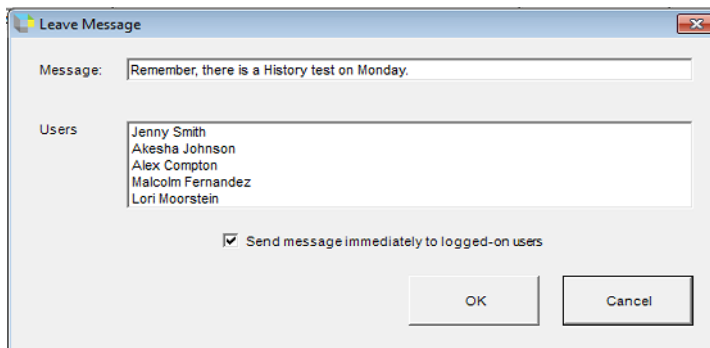 Leave Message
Message: Remember, there is a History test on Monday.
Users
Jenny Smith
Akesha Johnson
Alex Compton
Malcolm Fernandez
Lori Moorstein
Send message immediately to logged-on users
OK Cancel